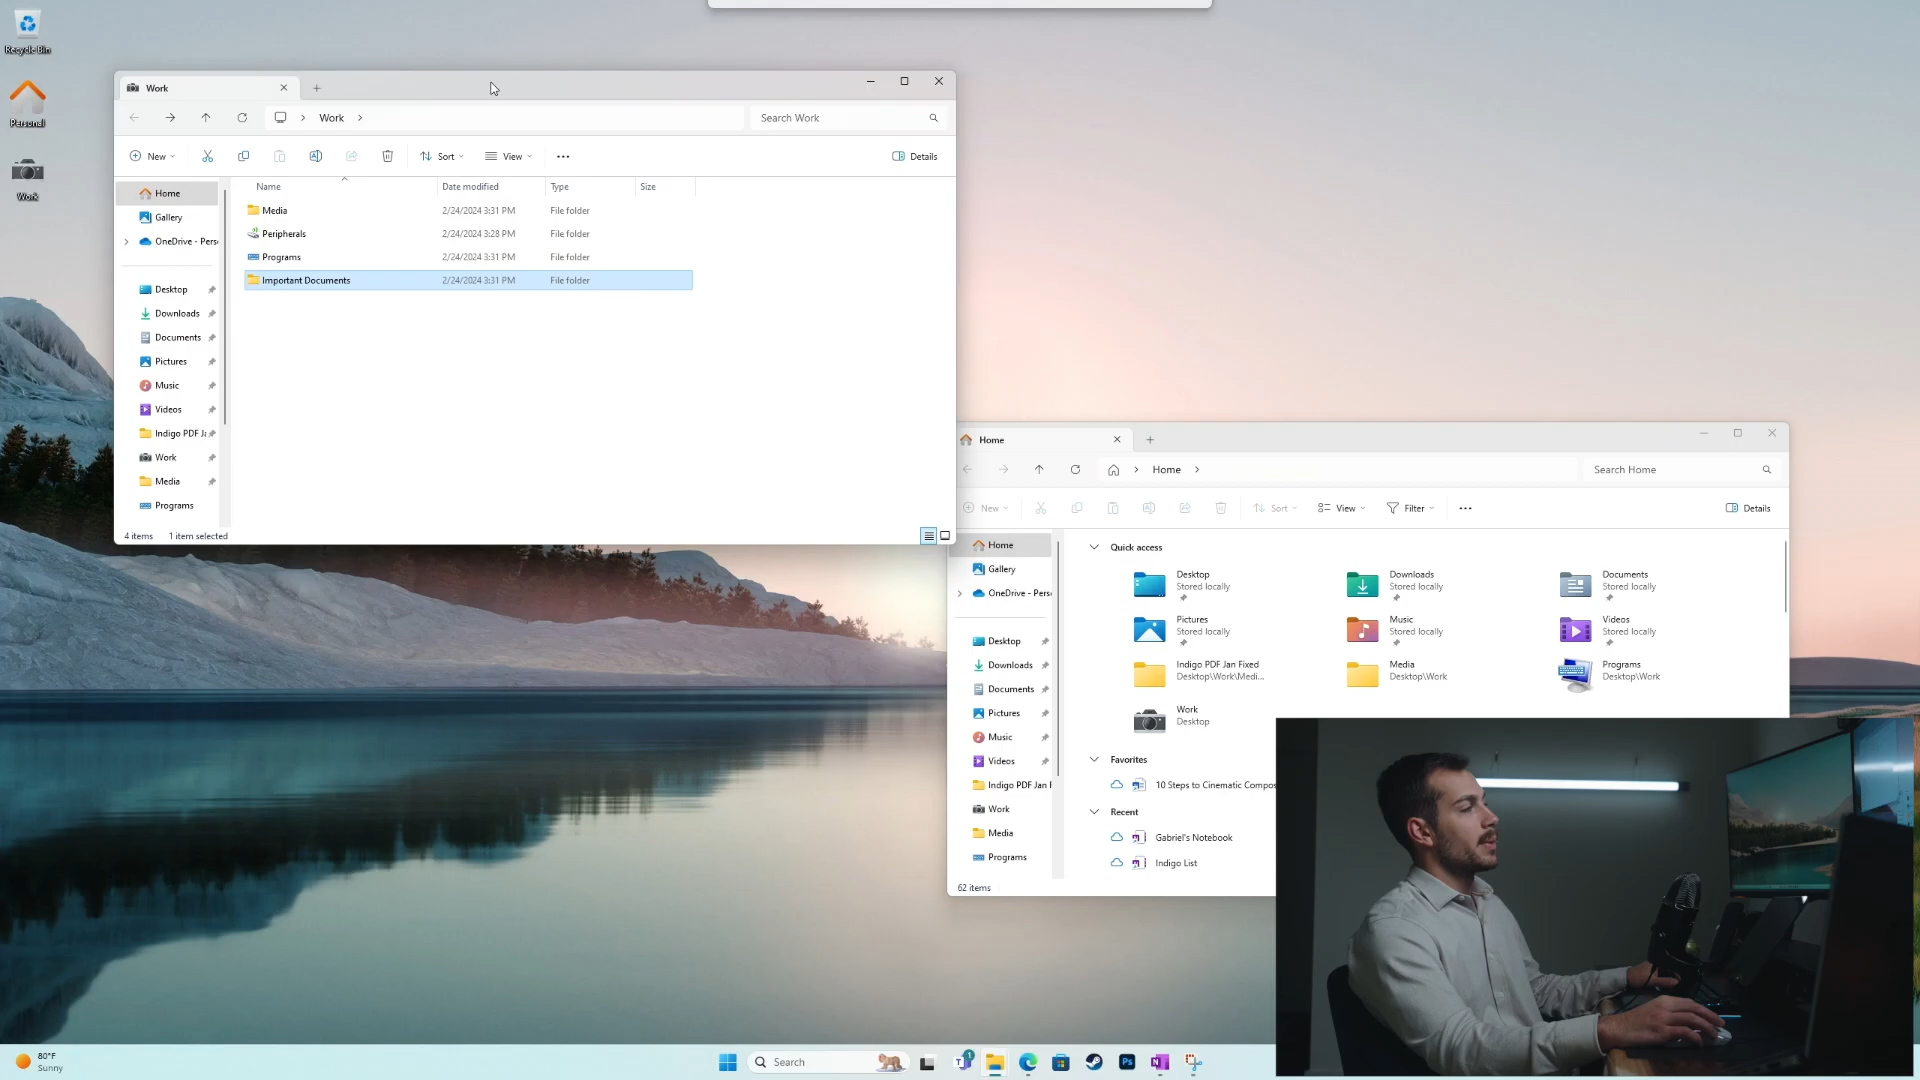 Recycle Bin
Personal
Work
Work
Work
Search Work
New
Sort
View
Details
Name Date modified Type Size
Media 2/24/2024 3:31 PM File folder
Peripherals 2/24/2024 3:28 PM File folder
Programs 2/24/2024 3:31 PM File folder
Important Documents 2/24/2024 3:31 PM File folder
Home
Gallery
OneDrive - Pers
Desktop
Downloads
Documents
Pictures
Music
Videos
Indigo PDF Ja
Work
Media
Programs
4 items 1 item selected
Home
Home
Search Home
New
Sort
View
Filter
Details
Home
Gallery
OneDrive - Pers
Desktop
Downloads
Documents
Pictures
Music
Videos
Indigo PDF Jan F
Work
Media
Programs
62 items
Quick access
Desktop
Stored locally
Downloads
Stored locally
Documents
Stored locally
Pictures
Stored locally
Music
Stored locally
Videos
Stored locally
Indigo PDF Jan Fixed
Desktop\Work\Medi...
Media
Desktop\Work
Programs
Desktop\Work
Work
Desktop
Favorites
10 Steps to Cinematic Compos
Recent
Gabriel's Notebook
Indigo List
80°F
Sunny
Search
1
Ps
N